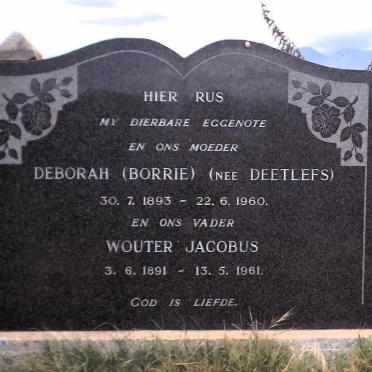 HIER RUS
MY DIERBARE EGGENOTE
EN ONS MOEDER
DEBORAH (BORRIE) (NEE DEETLEFS)
30. 7. 1893 - 22. 6. 1960.
EN ONS VADER
WOUTER JACOBUS
3. 6. 1891 - 13. 5. 1961.
GOD IS LIEFDE.